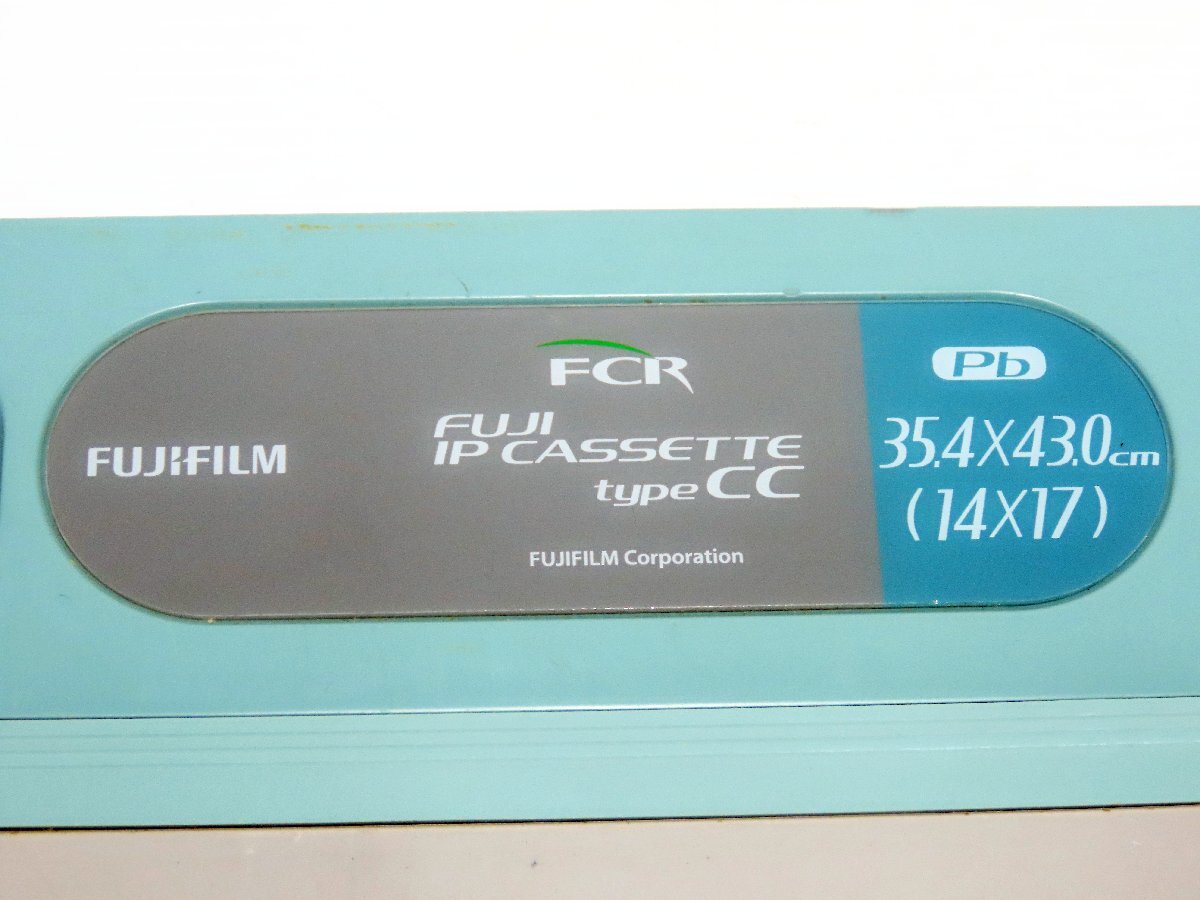 FUJIFILM
FCR
FUJI
IP CASSETTE
type CC
FUJIFILM Corporation
Pb
35.4X43.0cm
(14X17)